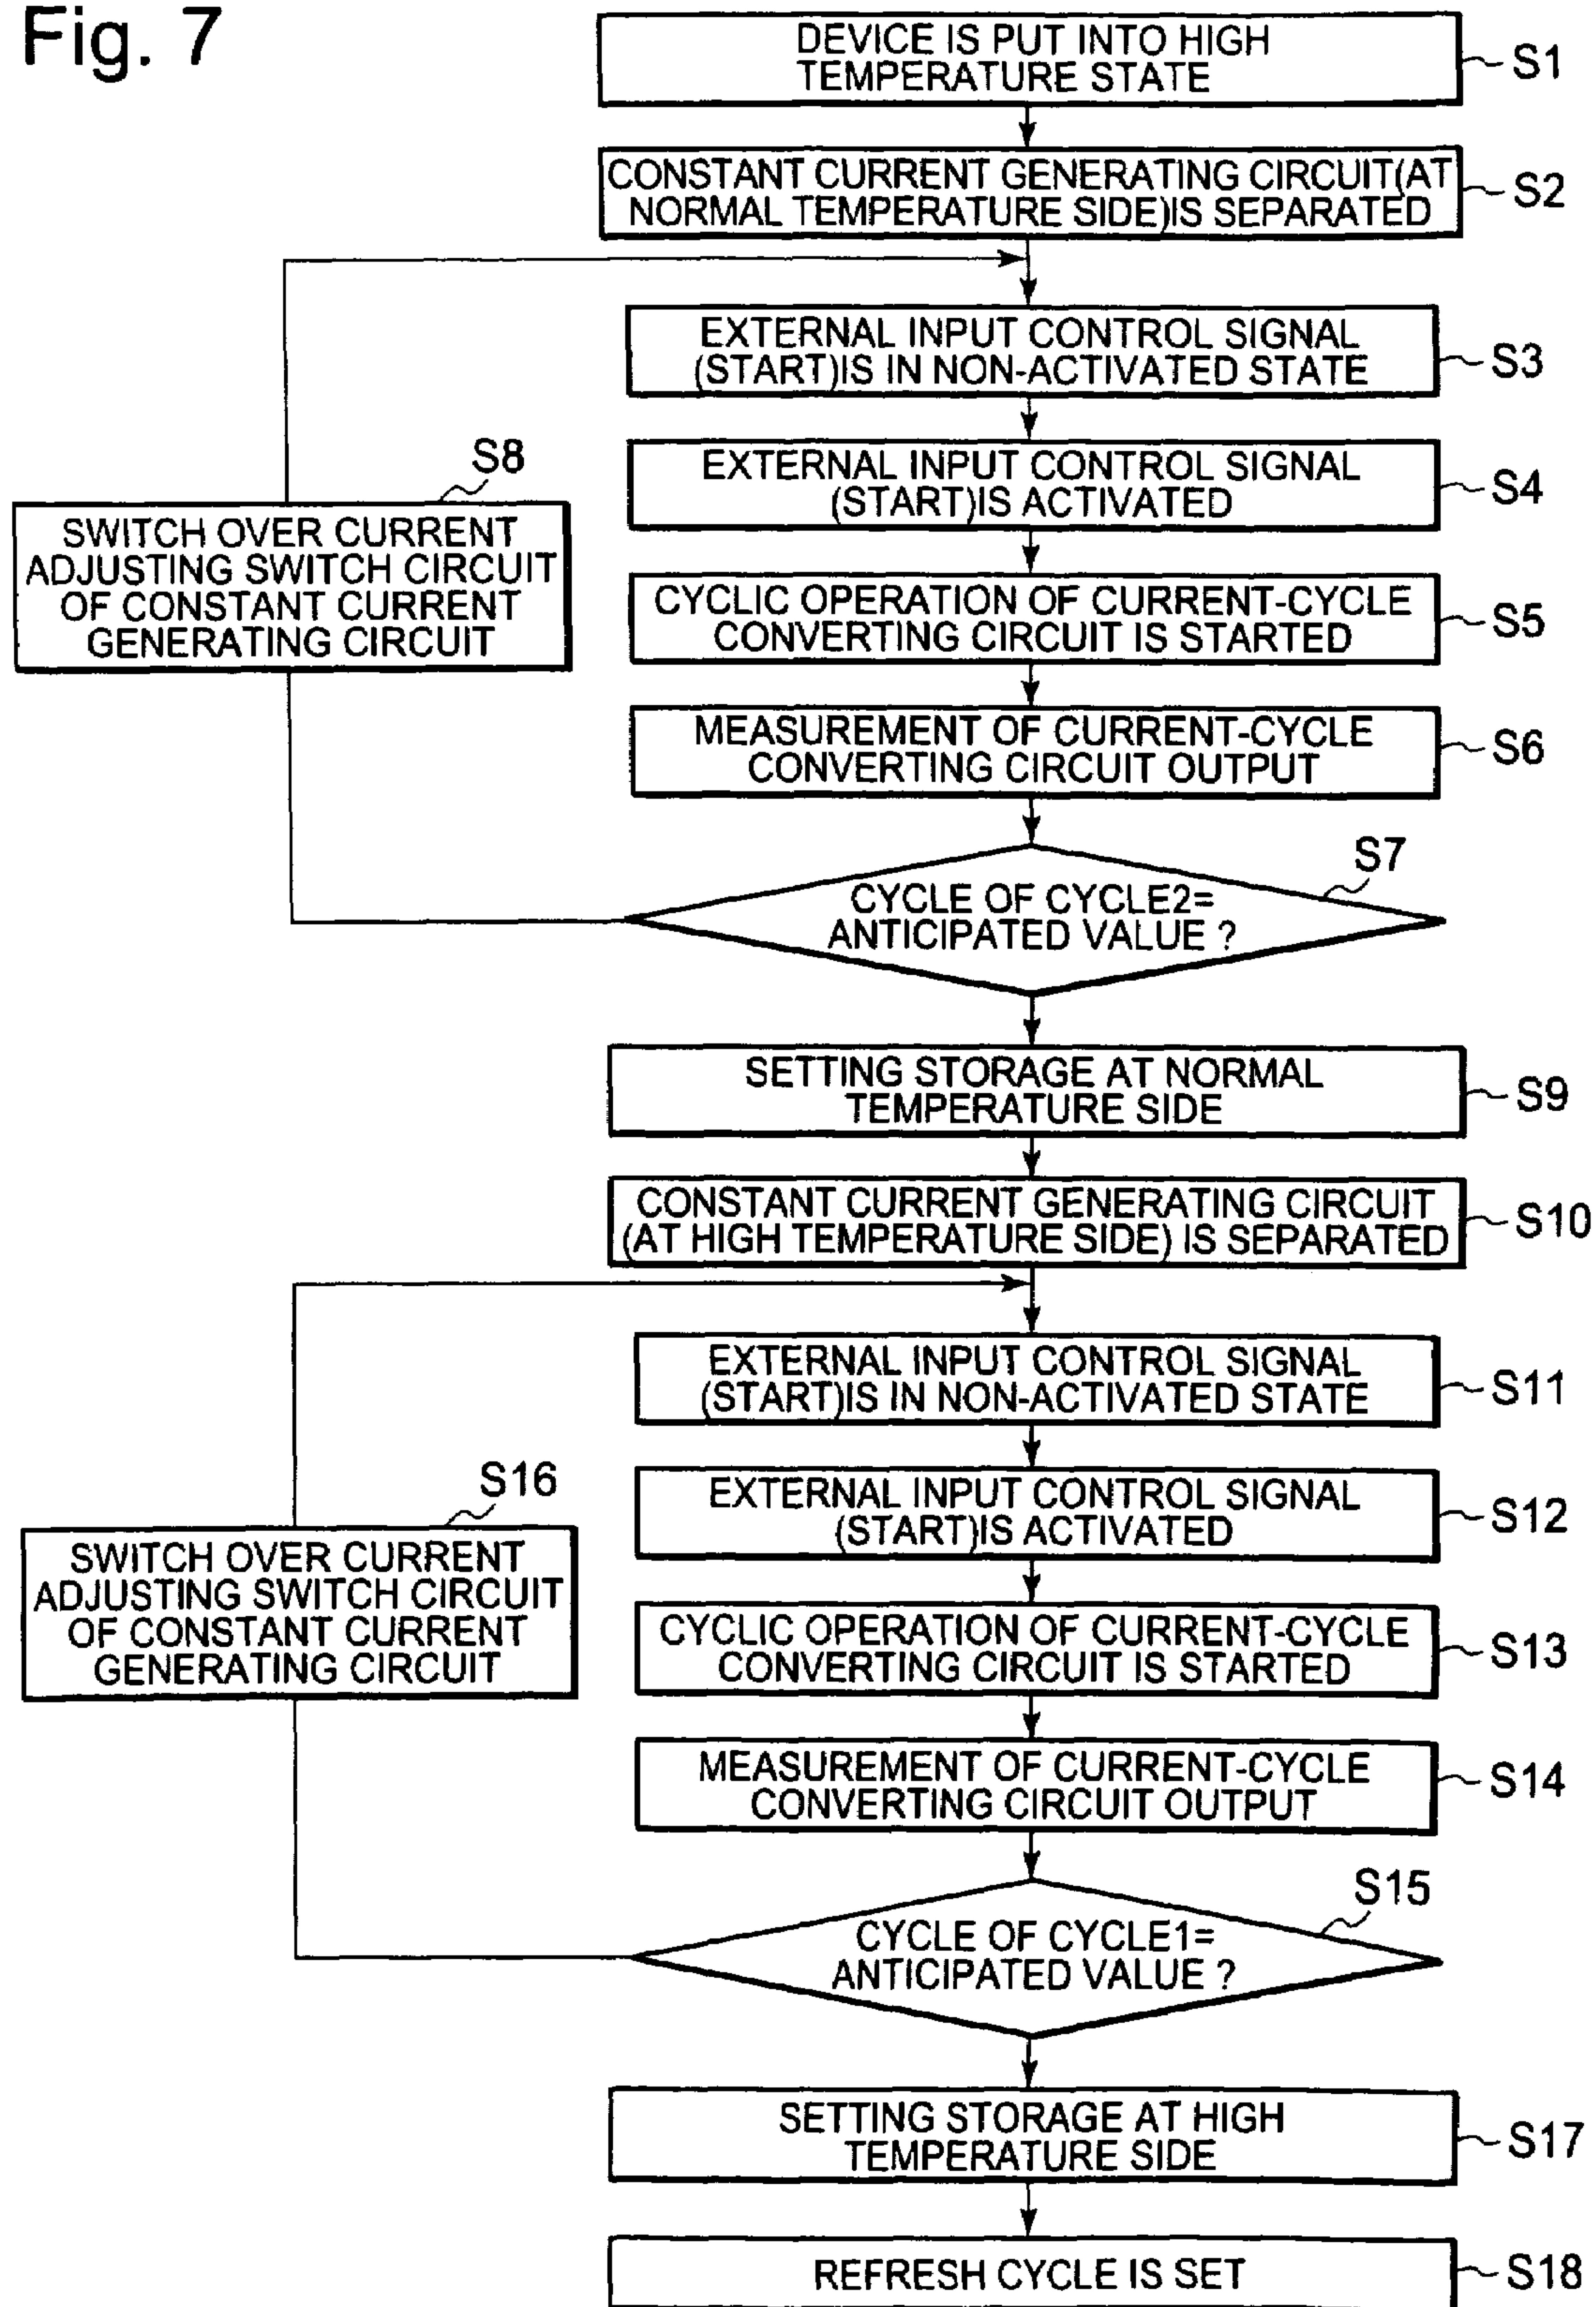 Fig. 7
DEVICE IS PUT INTO HIGH
TEMPERATURE STATE
S1
CONSTANT CURRENT GENERATING CIRCUIT(AT
NORMAL TEMPERATURE SIDE)IS SEPARATED
S2
EXTERNAL INPUT CONTROL SIGNAL
(START)IS IN NON-ACTIVATED STATE
S3
EXTERNAL INPUT CONTROL SIGNAL
(START)IS ACTIVATED
S4
S8
SWITCH OVER CURRENT
ADJUSTING SWITCH CIRCUIT
OF CONSTANT CURRENT
GENERATING CIRCUIT
CYCLIC OPERATION OF CURRENT-CYCLE
CONVERTING CIRCUIT IS STARTED
S5
MEASUREMENT OF CURRENT-CYCLE
CONVERTING CIRCUIT OUTPUT
S6
S7
CYCLE OF CYCLE2=
ANTICIPATED VALUE ?
SETTING STORAGE AT NORMAL
TEMPERATURE SIDE
S9
CONSTANT CURRENT GENERATING CIRCUIT
(AT HIGH TEMPERATURE SIDE) IS SEPARATED
S10
EXTERNAL INPUT CONTROL SIGNAL
(START)IS IN NON-ACTIVATED STATE
S11
EXTERNAL INPUT CONTROL SIGNAL
(START)IS ACTIVATED
S12
S16
SWITCH OVER CURRENT
ADJUSTING SWITCH CIRCUIT
OF CONSTANT CURRENT
GENERATING CIRCUIT
CYCLIC OPERATION OF CURRENT-CYCLE
CONVERTING CIRCUIT IS STARTED
S13
MEASUREMENT OF CURRENT-CYCLE
CONVERTING CIRCUIT OUTPUT
S14
S15
CYCLE OF CYCLE1=
ANTICIPATED VALUE ?
SETTING STORAGE AT HIGH
TEMPERATURE SIDE
S17
REFRESH CYCLE IS SET
S18